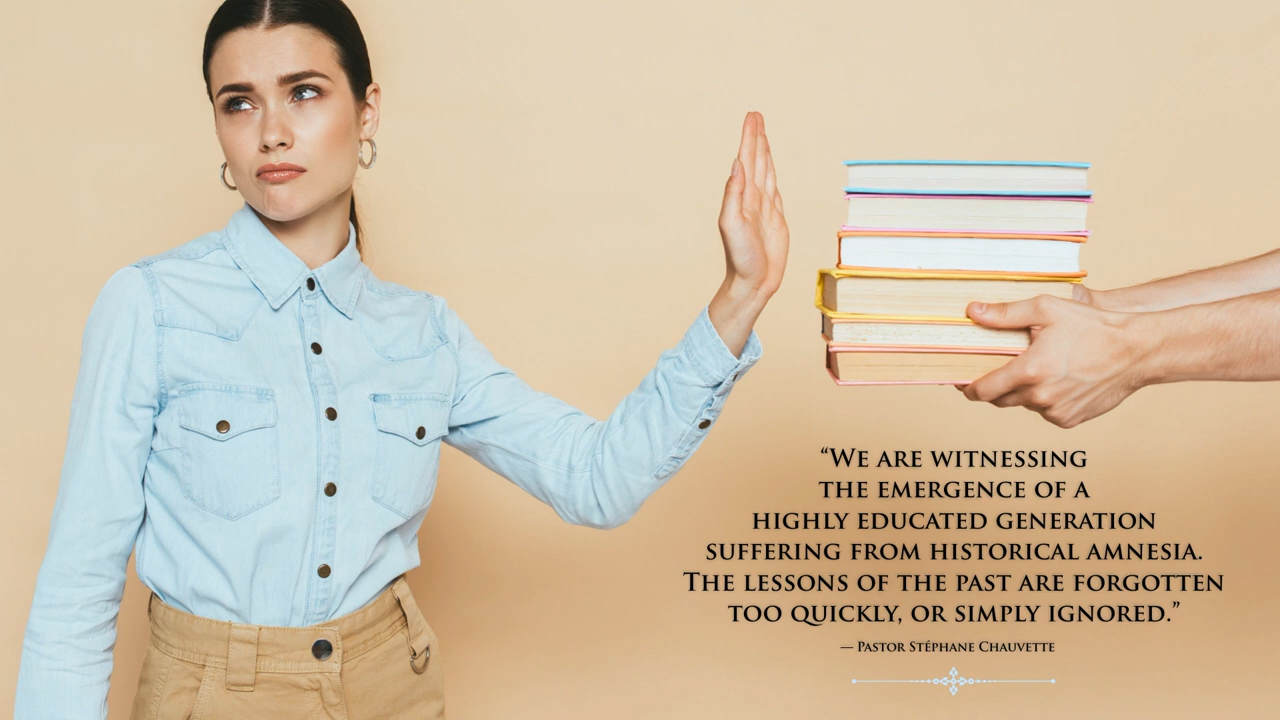 “We are witnessing
the emergence of a
highly educated generation
suffering from historical amnesia.
The lessons of the past are forgotten
too quickly, or simply ignored.”
— Pastor Stéphane Chauvette